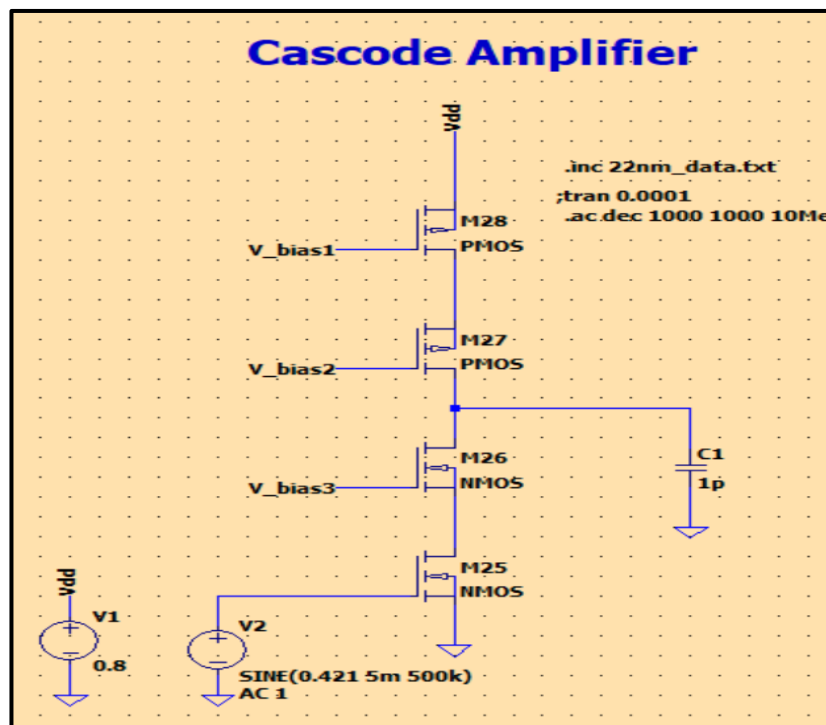 Cascode Amplifier
Vdd
.inc 22nm_data.txt
;tran 0.0001
.ac dec 1000 1000 10Me
M28
V_bias1
PMOS
M27
V_bias2
PMOS
M26
V_bias3
NMOS
C1
1p
M25
NMOS
Vdd
V1
0.8
V2
SINE(0.421 5m 500k)
AC 1